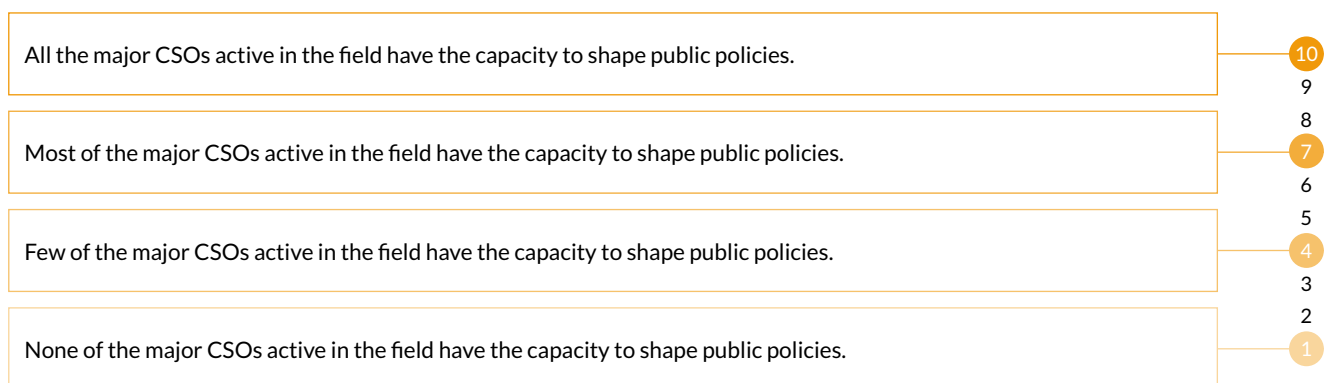 All the major CSOs active in the field have the capacity to shape public policies.
10
9
8
Most of the major CSOs active in the field have the capacity to shape public policies.
7
6
5
Few of the major CSOs active in the field have the capacity to shape public policies.
4
3
2
None of the major CSOs active in the field have the capacity to shape public policies.
1